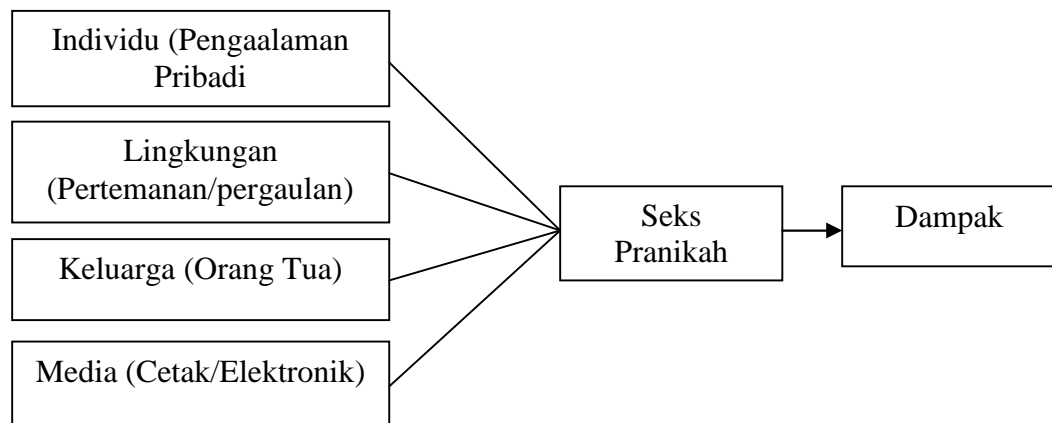 Individu (Pengaalaman
Pribadi
Lingkungan
(Pertemanan/pergaulan)
Keluarga (Orang Tua)
Media (Cetak/Elektronik)
Seks
Pranikah
Dampak